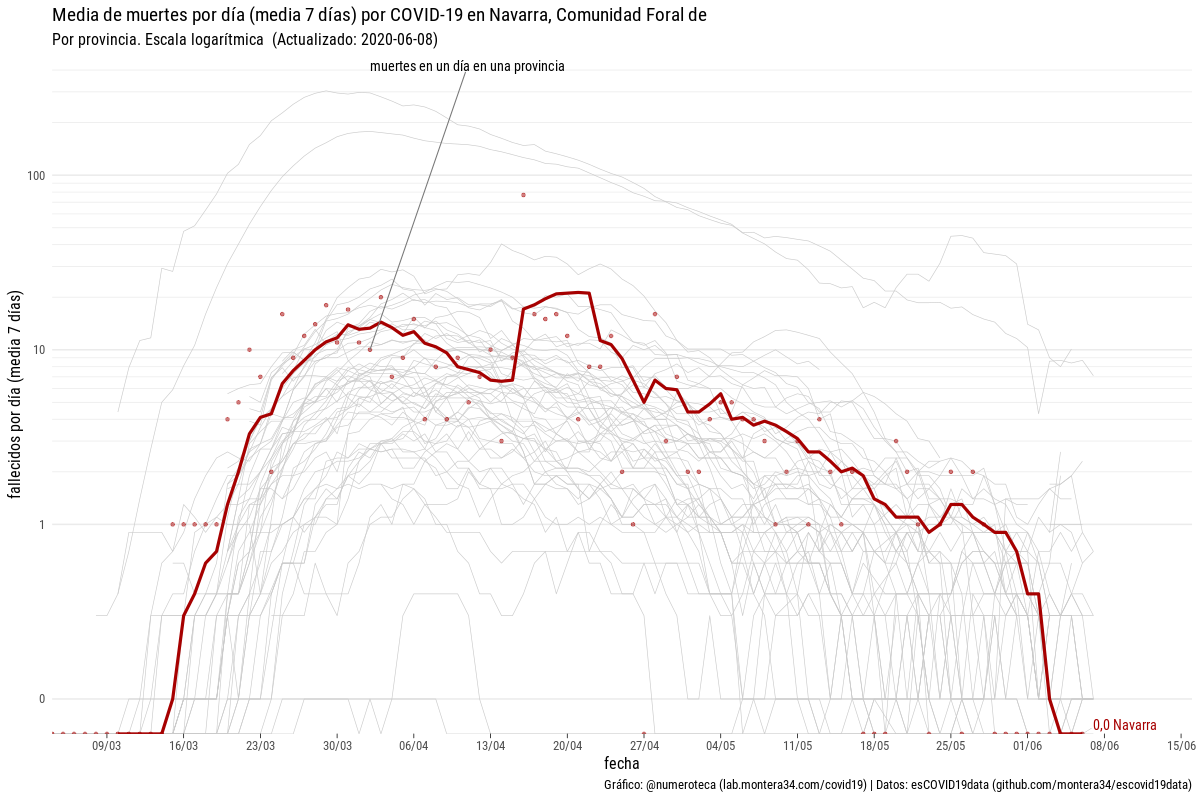 Media de muertes por día (media 7 días) por COVID-19 en Navarra, Comunidad Foral de
Por provincia. Escala logarítmica  (Actualizado: 2020-06-08)
muertes en un día en una provincia
fallecidos por día (media  7 días)
100
10
1
0
0,0 Navarra
09/03 16/03 23/03 30/03 06/04 13/04 20/04 27/04 04/05 11/05 18/05 25/05 01/06 08/06 15/06
fecha
Gráfico: @numeroteca (lab.montera34.com/covid19) | Datos: esCOVID19data (github.com/montera34/escovid19data)